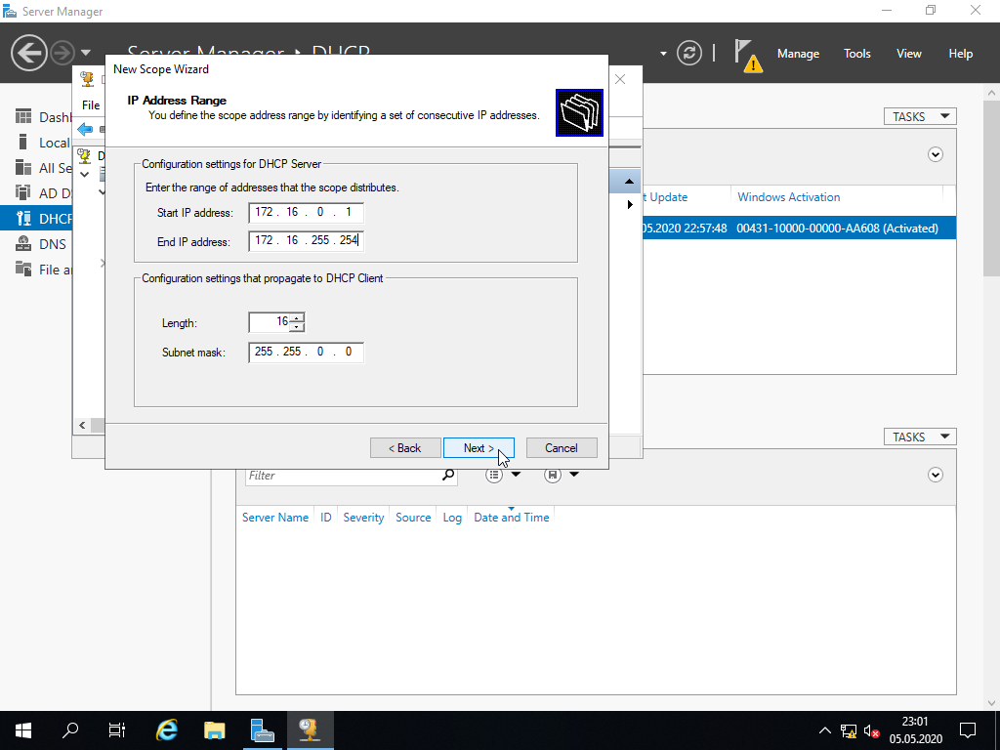 Server Manager
Server Manager • DHCP
Manage Tools View Help
New Scope Wizard
IP Address Range
You define the scope address range by identifying a set of consecutive IP addresses.
File
Dashb
Local
All Se
AD D
DHCP
DNS
File an
D
Configuration settings for DHCP Server
Enter the range of addresses that the scope distributes.
Start IP address: 172 . 16 . 0 . 1
End IP address: 172 . 16 . 255 . 254
Configuration settings that propagate to DHCP Client
Length: 16
Subnet mask: 255 . 255 . 0 . 0
< Back Next > Cancel
TASKS
t Update Windows Activation
05.2020 22:57:48 00431-10000-00000-AA608 (Activated)
TASKS
Filter
Server Name ID Severity Source Log Date and Time
23:01
05.05.2020